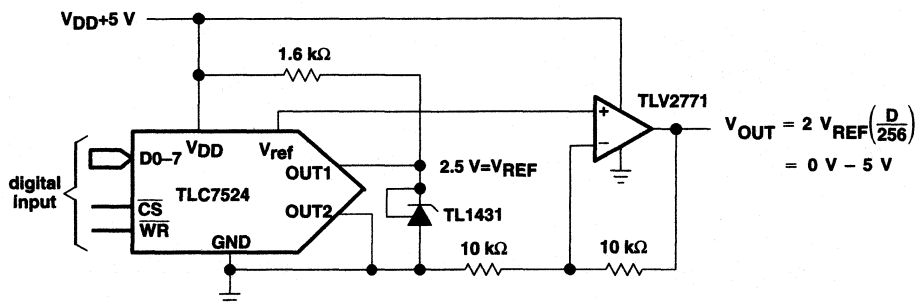 VDD+5 V
1.6 kΩ
TLV2771
VOUT = 2 VREF(D/256)
= 0 V – 5 V
+
–
D0–7
VDD
Vref
OUT1
2.5 V=VREF
digital
input
TLC7524
CS
WR
OUT2
TL1431
GND
10 kΩ
10 kΩ